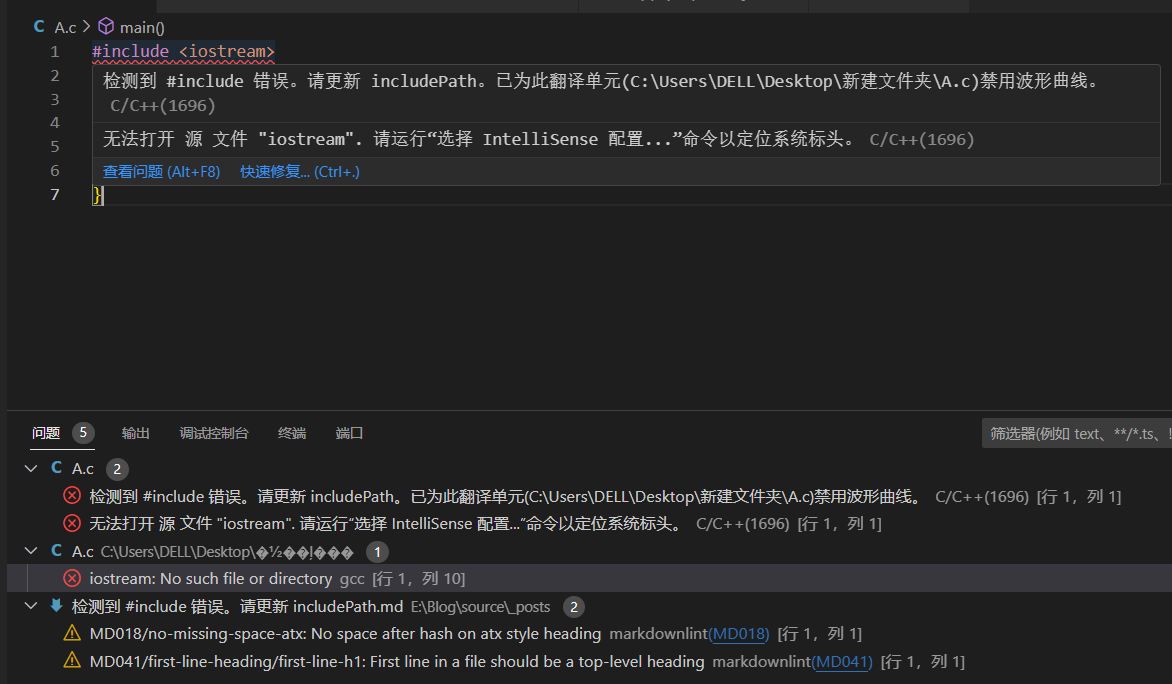 C A.c > main()
1 #include <iostream>
2 检测到 #include 错误。请更新 includePath。已为此翻译单元(C:\Users\DELL\Desktop\新建文件夹\A.c)禁用波形曲线。
3 C/C++(1696)
4
5 无法打开 源 文件 "iostream". 请运行“选择 IntelliSense 配置...”命令以定位系统标头。 C/C++(1696)
6 查看问题 (Alt+F8) 快速修复... (Ctrl+.)
7 }
问题 5 输出 调试控制台 终端 端口 筛选器(例如 text、**/*.ts、!
C A.c 2
检测到 #include 错误。请更新 includePath。已为此翻译单元(C:\Users\DELL\Desktop\新建文件夹\A.c)禁用波形曲线。 C/C++(1696) [行 1，列 1]
无法打开 源 文件 "iostream". 请运行“选择 IntelliSense 配置...”命令以定位系统标头。 C/C++(1696) [行 1，列 1]
C A.c C:\Users\DELL\Desktop\�½��ļ��� 1
iostream: No such file or directory gcc [行 1，列 10]
检测到 #include 错误。请更新 includePath.md E:\Blog\source\_posts 2
MD018/no-missing-space-atx: No space after hash on atx style heading markdownlint(MD018) [行 1，列 1]
MD041/first-line-heading/first-line-h1: First line in a file should be a top-level heading markdownlint(MD041) [行 1，列 1]